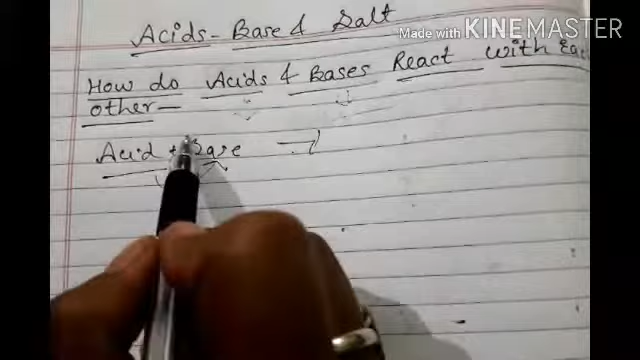 Acids - Base & Salt
Made with KINEMASTER
How do Acids & Bases React with Eac
other -
Acid + Base →